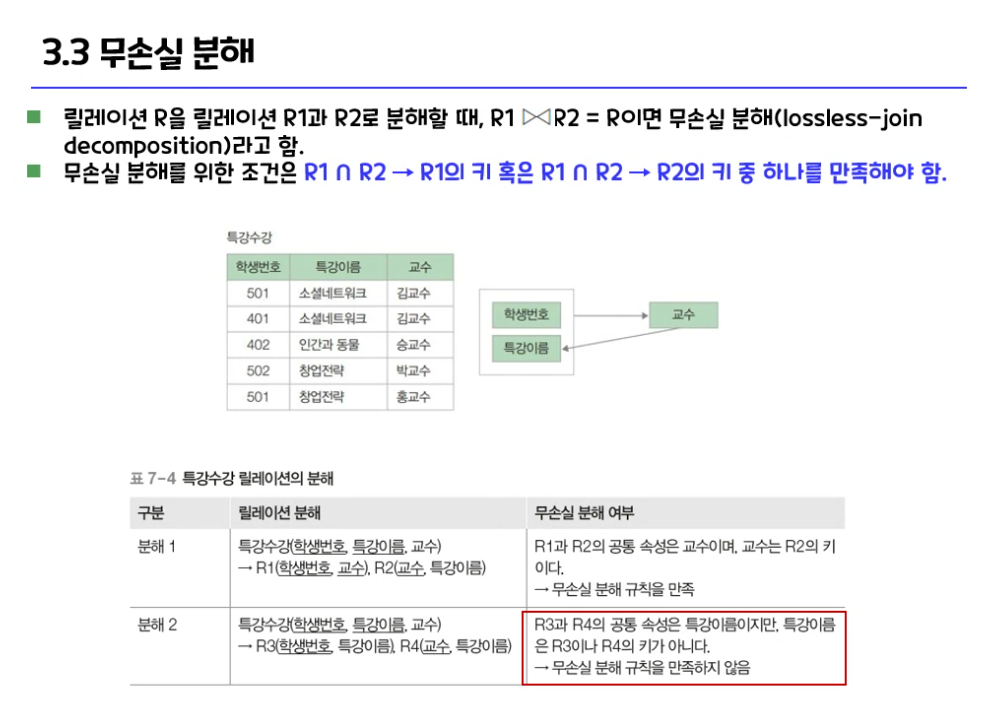 3.3 무손실 분해
릴레이션 R을 릴레이션 R1과 R2로 분해할 때, R1 ⋈ R2 = R이면 무손실 분해(lossless-join
decomposition)라고 함.
무손실 분해를 위한 조건은 R1 ∩ R2 → R1의 키 혹은 R1 ∩ R2 → R2의 키 중 하나를 만족해야 함.
특강수강
학생번호 특강이름 교수
501 소셜네트워크 김교수
401 소셜네트워크 김교수
402 인간과 동물 승교수
502 창업전략 박교수
501 창업전략 홍교수
학생번호 교수
특강이름
표 7-4 특강수강 릴레이션의 분해
구분 릴레이션 분해 무손실 분해 여부
분해 1
특강수강(학생번호, 특강이름, 교수)
→ R1(학생번호, 교수), R2(교수, 특강이름)
R1과 R2의 공통 속성은 교수이며, 교수는 R2의 키
이다.
→ 무손실 분해 규칙을 만족
분해 2
특강수강(학생번호, 특강이름, 교수)
→ R3(학생번호, 특강이름), R4(교수, 특강이름)
R3과 R4의 공통 속성은 특강이름이지만, 특강이름
은 R3이나 R4의 키가 아니다.
→ 무손실 분해 규칙을 만족하지 않음